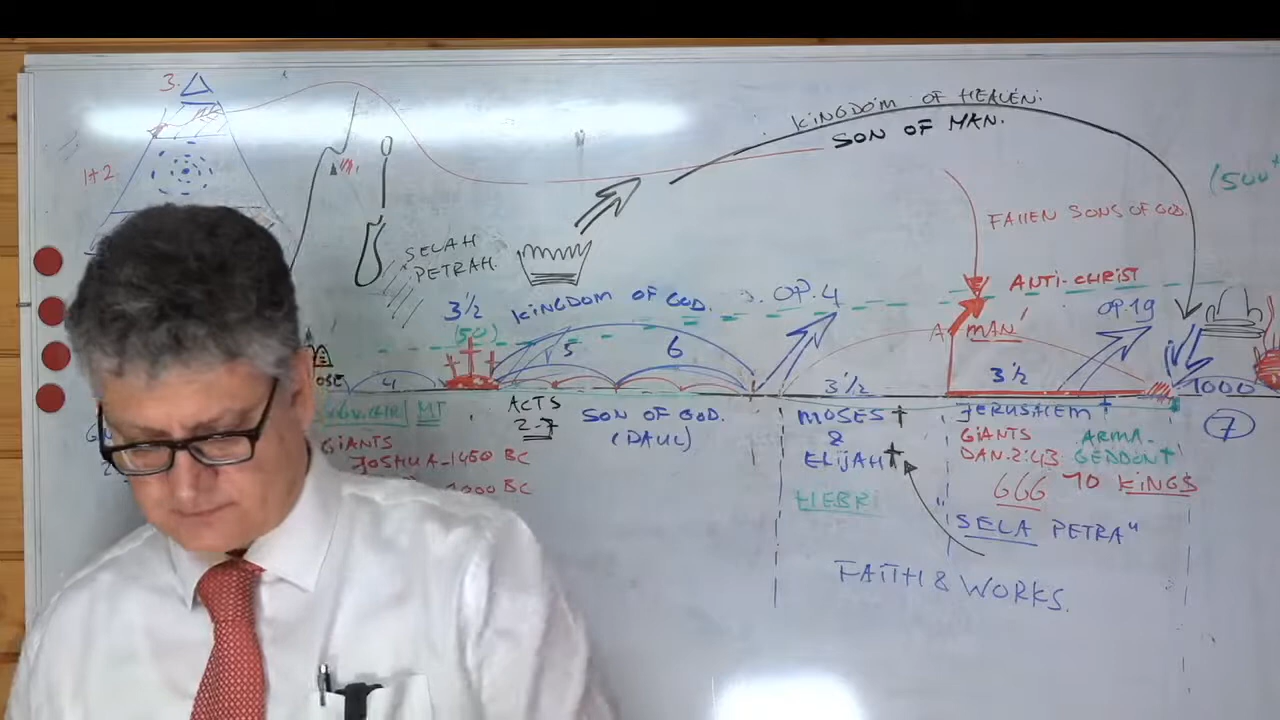 3.
1+2
KINGDOM OF HEAVEN.
SON OF MAN.
(500
FALLEN SONS OF GOD.
SELAH
PETRAH.
3½
(50)
KINGDOM OF GOD.
OP.4
ANTI-CHRIST
OP.19
A MAN'
4
5
6
3½
3½
1000
7
MT
ACTS
2-7
SON OF GOD.
(DAUL)
MOSES †
&
ELIJAH †
HEBRI
JERUSALEM †
GIANTS
DAN.2:43
ARMA-
GEDDON †
666
10 KINGS
GIANTS
JOSHUA-1450 BC
000 BC
SELA PETRA"
FAITH & WORKS.